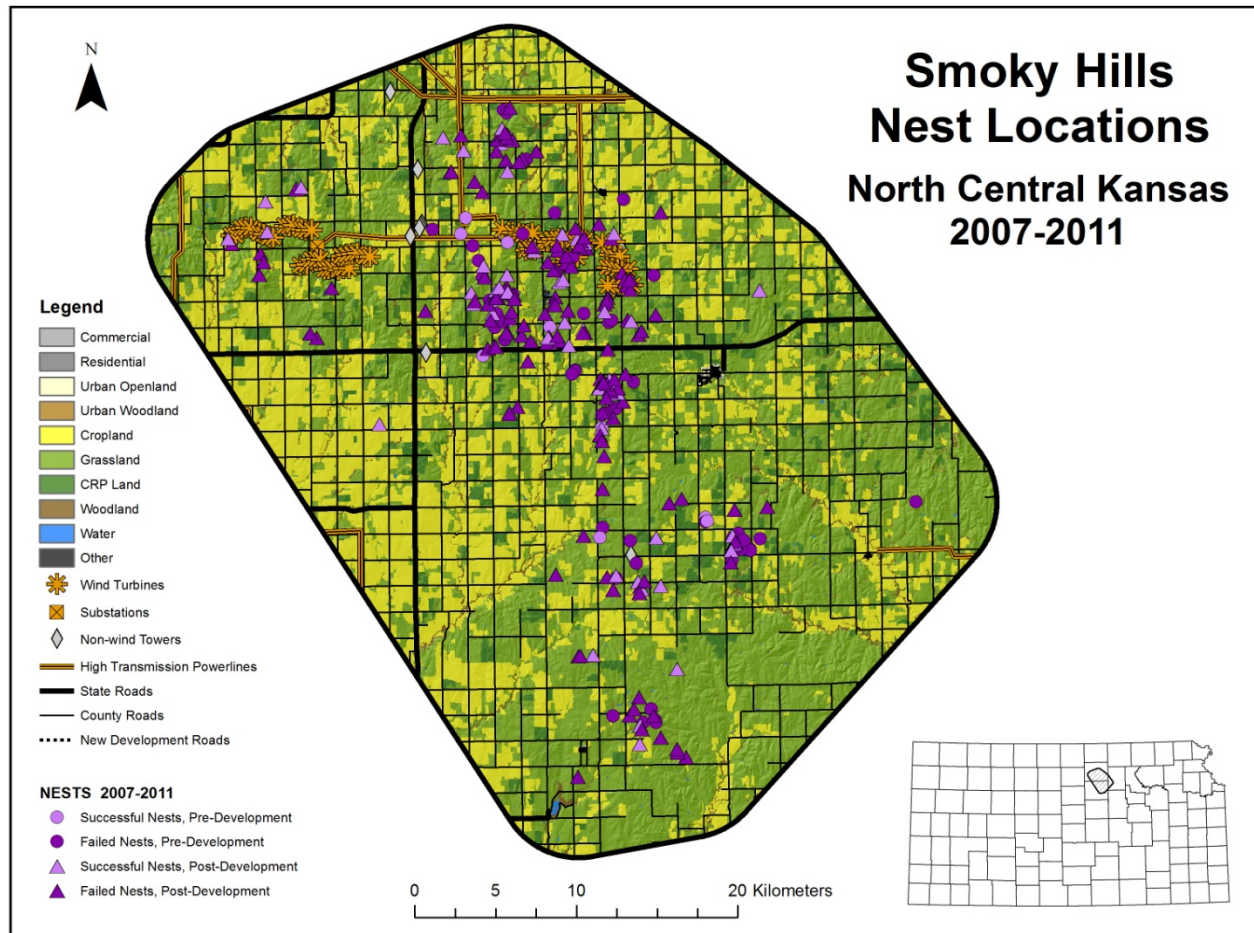 N
Smoky Hills
Nest Locations
North Central Kansas
2007-2011
Legend
Commercial
Residential
Urban Openland
Urban Woodland
Cropland
Grassland
CRP Land
Woodland
Water
Other
Wind Turbines
Substations
Non-wind Towers
High Transmission Powerlines
State Roads
County Roads
New Development Roads
NESTS 2007-2011
Successful Nests, Pre-Development
Failed Nests, Pre-Development
Successful Nests, Post-Development
Failed Nests, Post-Development
0 5 10 20 Kilometers